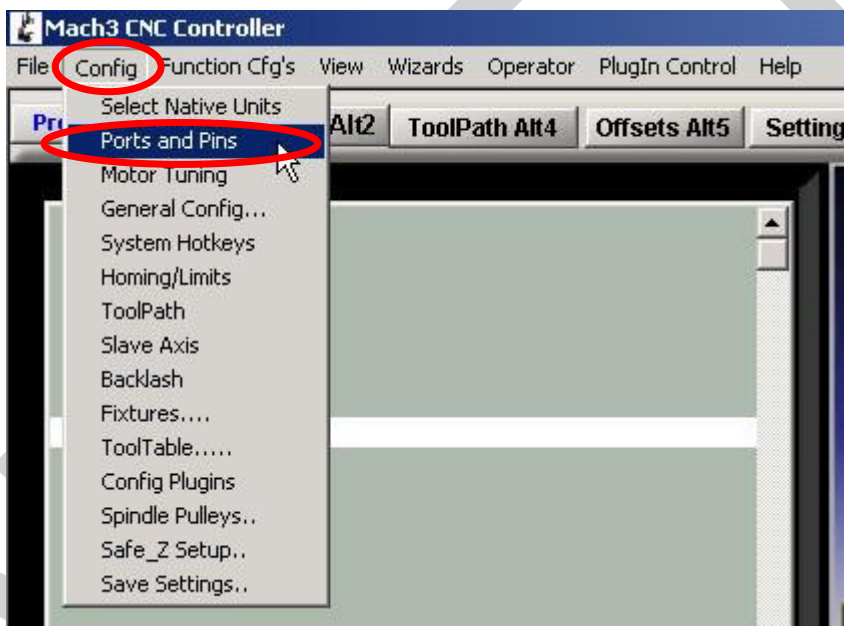 Mach3 CNC Controller
File Config Function Cfg's View Wizards Operator PlugIn Control Help
Alt2 ToolPath Alt4 Offsets Alt5
Select Native Units
Ports and Pins
Motor Tuning
General Config...
System Hotkeys
Homing/Limits
ToolPath
Slave Axis
Backlash
Fixtures....
ToolTable.....
Config Plugins
Spindle Pulleys..
Safe_Z Setup..
Save Settings..